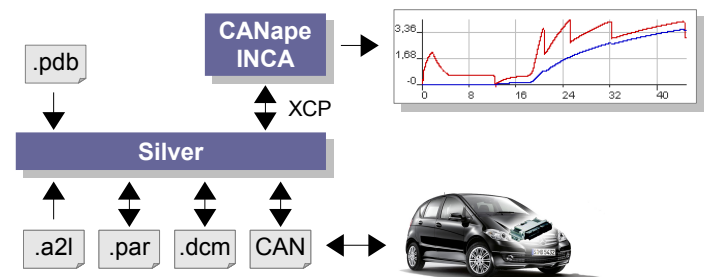 CANape
INCA
.pdb
XCP
Silver
.a2l
.par
.dcm
CAN
3,36
1,68
-0
0 8 16 24 32 40